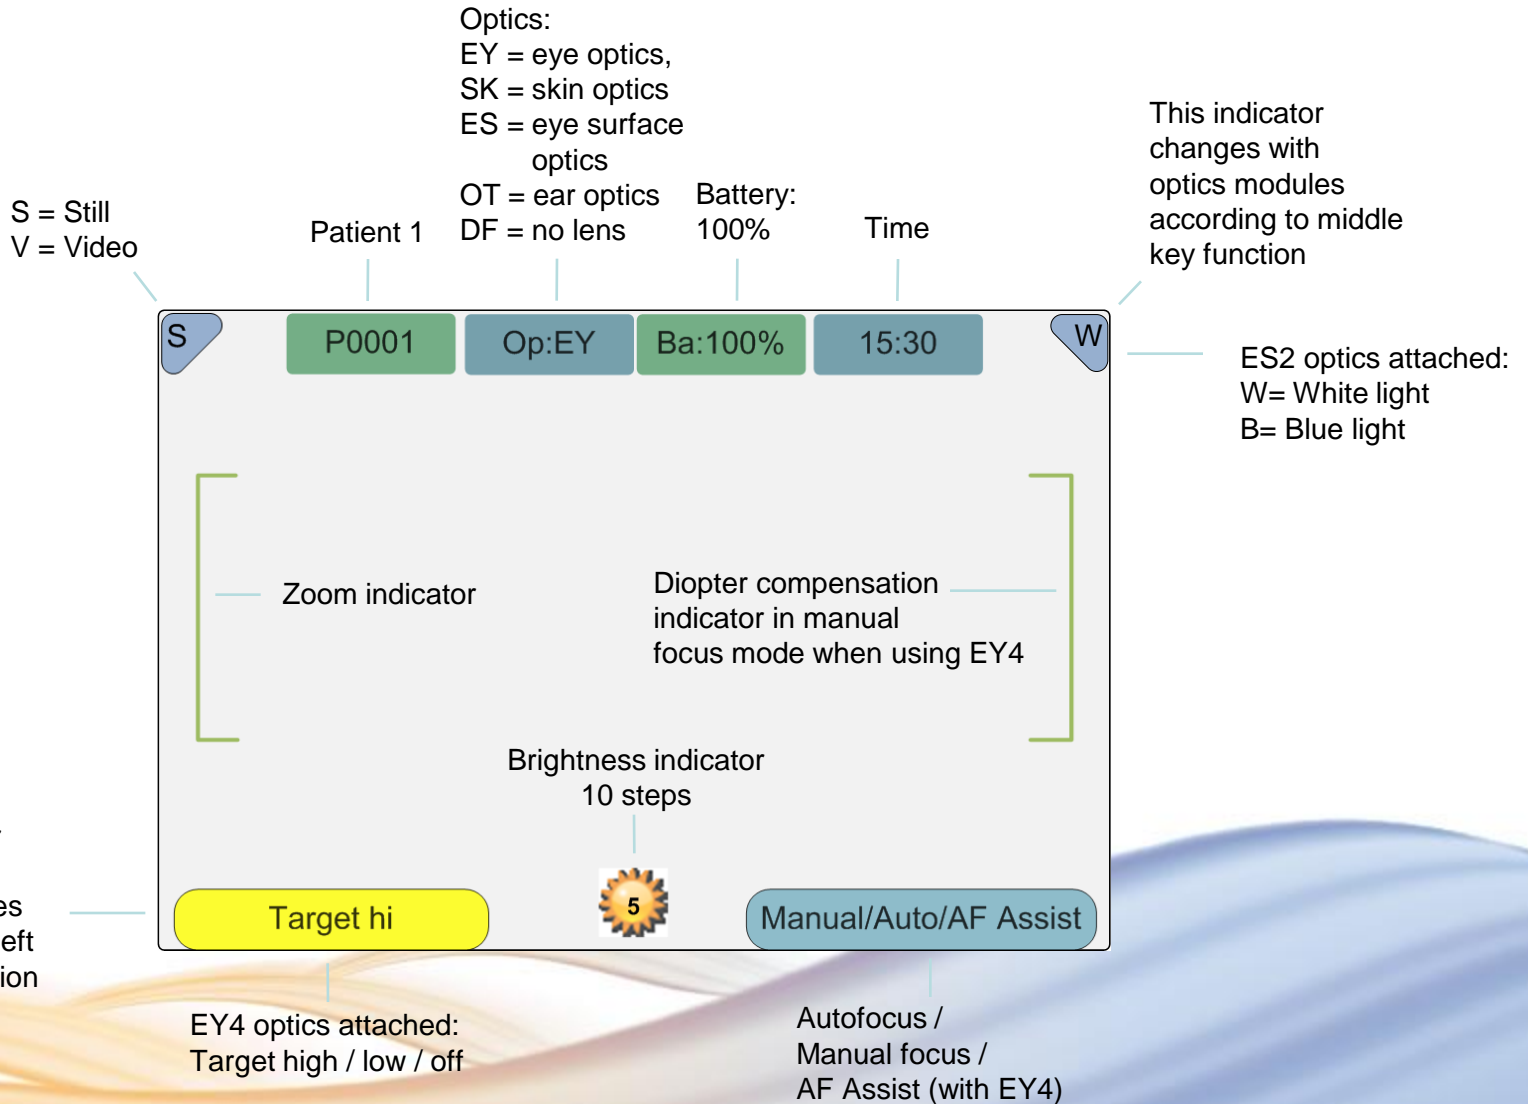 Optics:
EY = eye optics,
SK = skin optics
ES = eye surface
optics
OT = ear optics
DF = no lens
This indicator
changes with
optics modules
according to middle
key function
S = Still
V = Video
Patient 1
Battery:
100%
Time
S
P0001
Op:EY
Ba:100%
15:30
W
ES2 optics attached:
W= White light
B= Blue light
Zoom indicator
Diopter compensation
indicator in manual
focus mode when using EY4
Brightness indicator
10 steps
es
eft
ion
Target hi
5
Manual/Auto/AF Assist
EY4 optics attached:
Target high / low / off
Autofocus /
Manual focus /
AF Assist (with EY4)